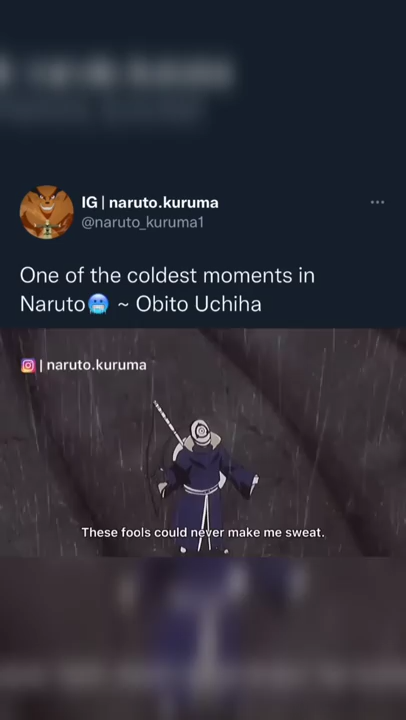 IG | naruto.kuruma
@naruto_kuruma1
One of the coldest moments in
Naruto🥶 ~ Obito Uchiha
| naruto.kuruma
These fools could never make me sweat.